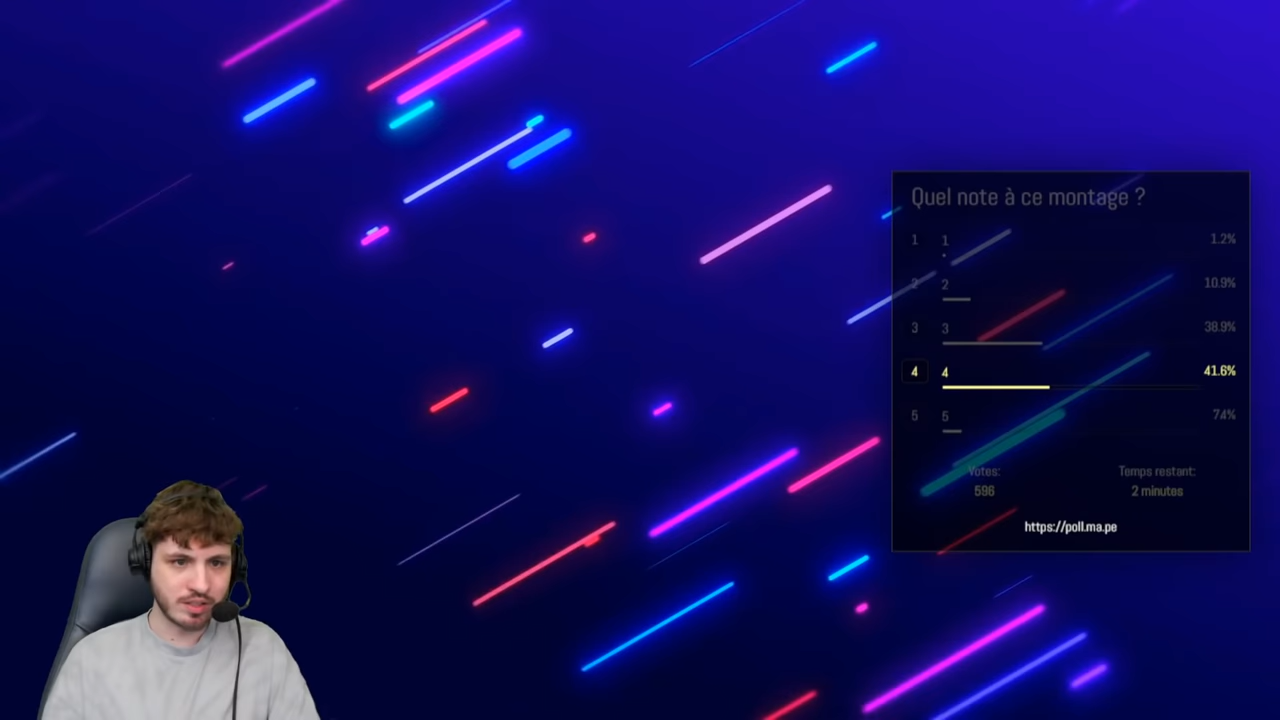 Quel note à ce montage ?
1 1 1.2%
2 2 10.9%
3 3 38.9%
4 4 41.6%
5 5 7.4%
Votes: Temps restant:
596 2 minutes
https://poll.ma.pe